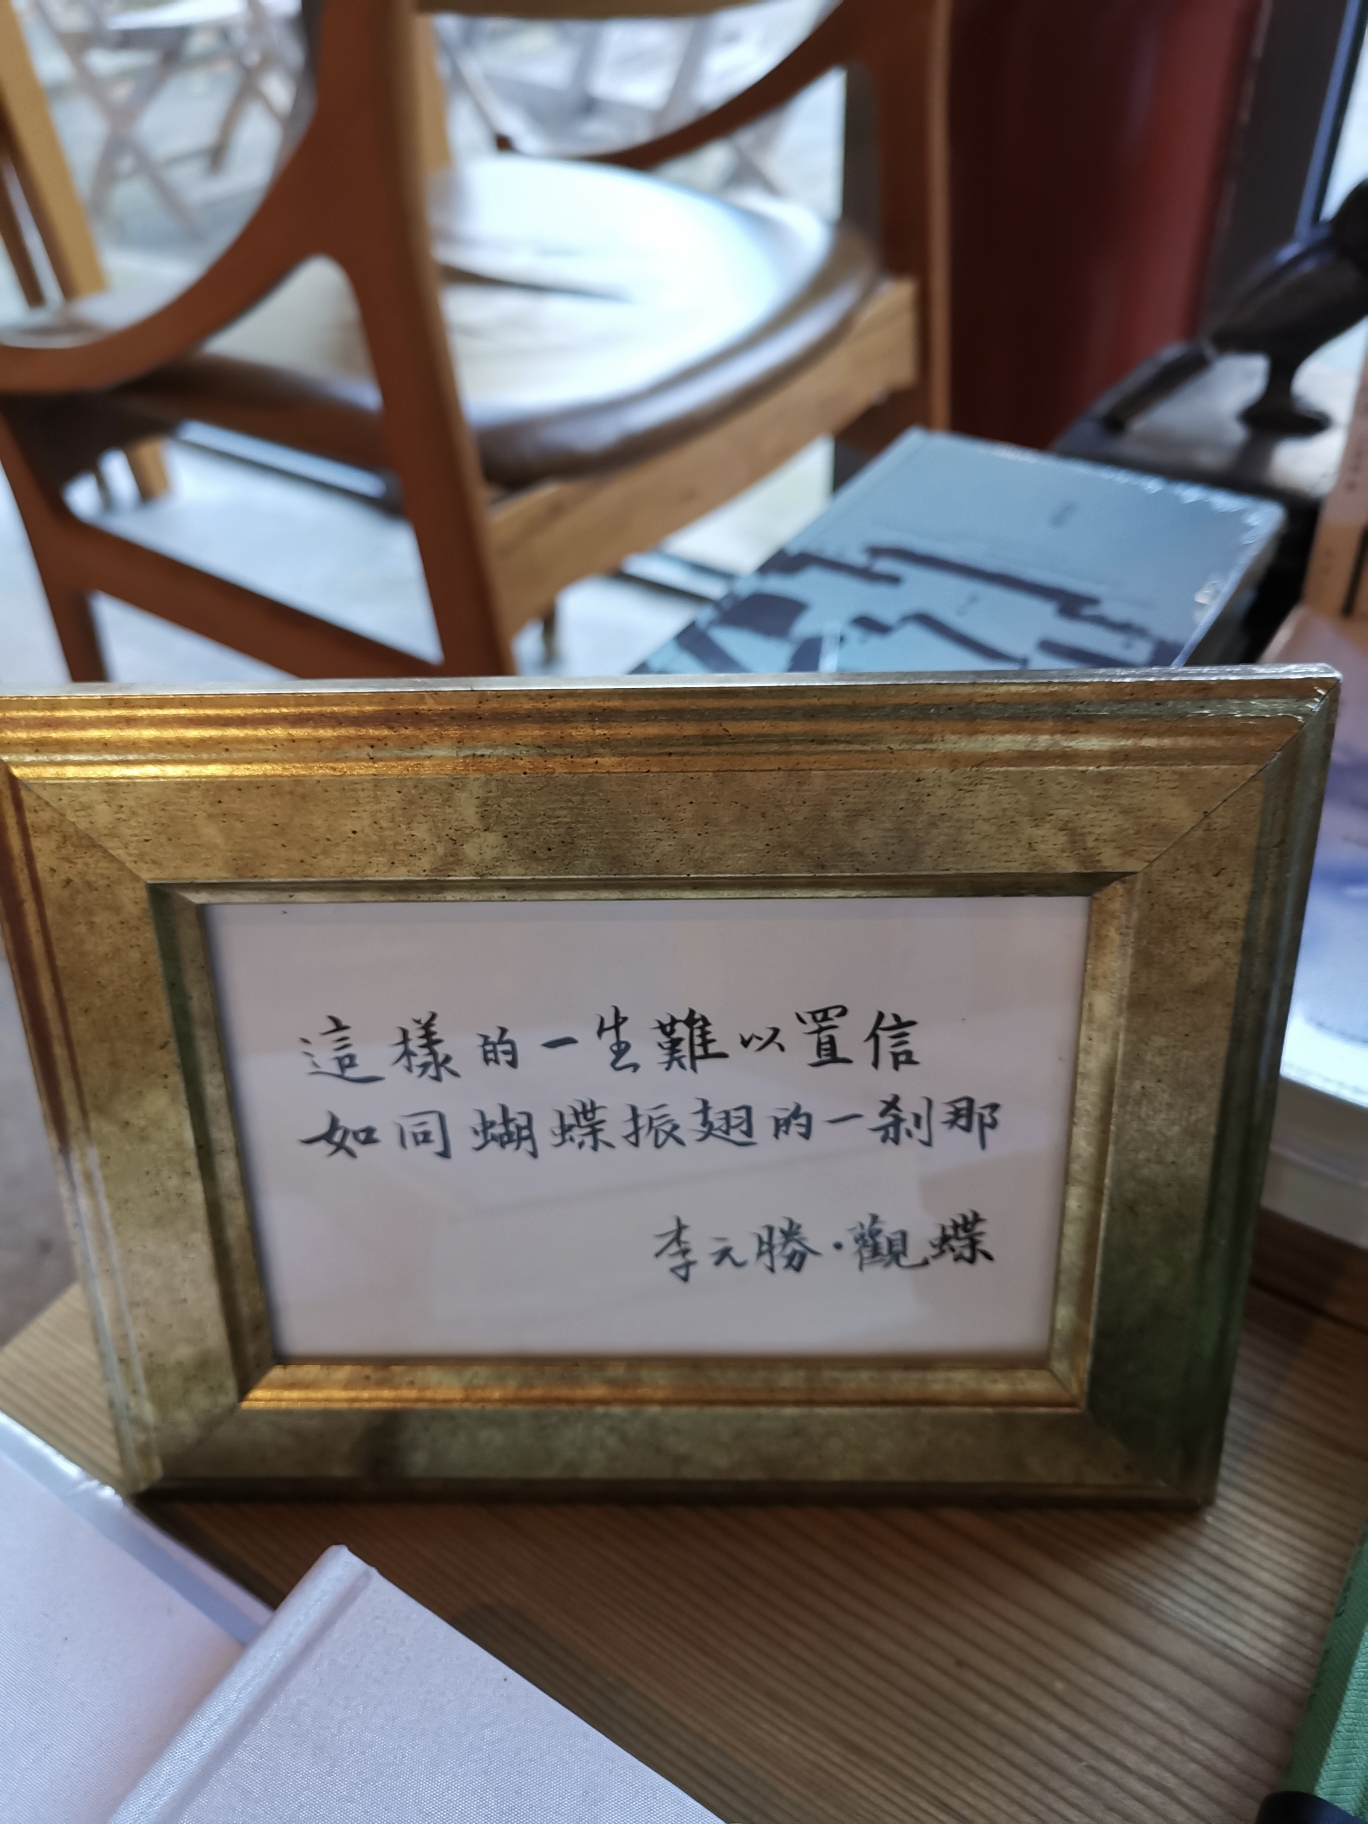 這樣的一生難以置信
如同蝴蝶振翅的一刹那
李元勝·觀蝶